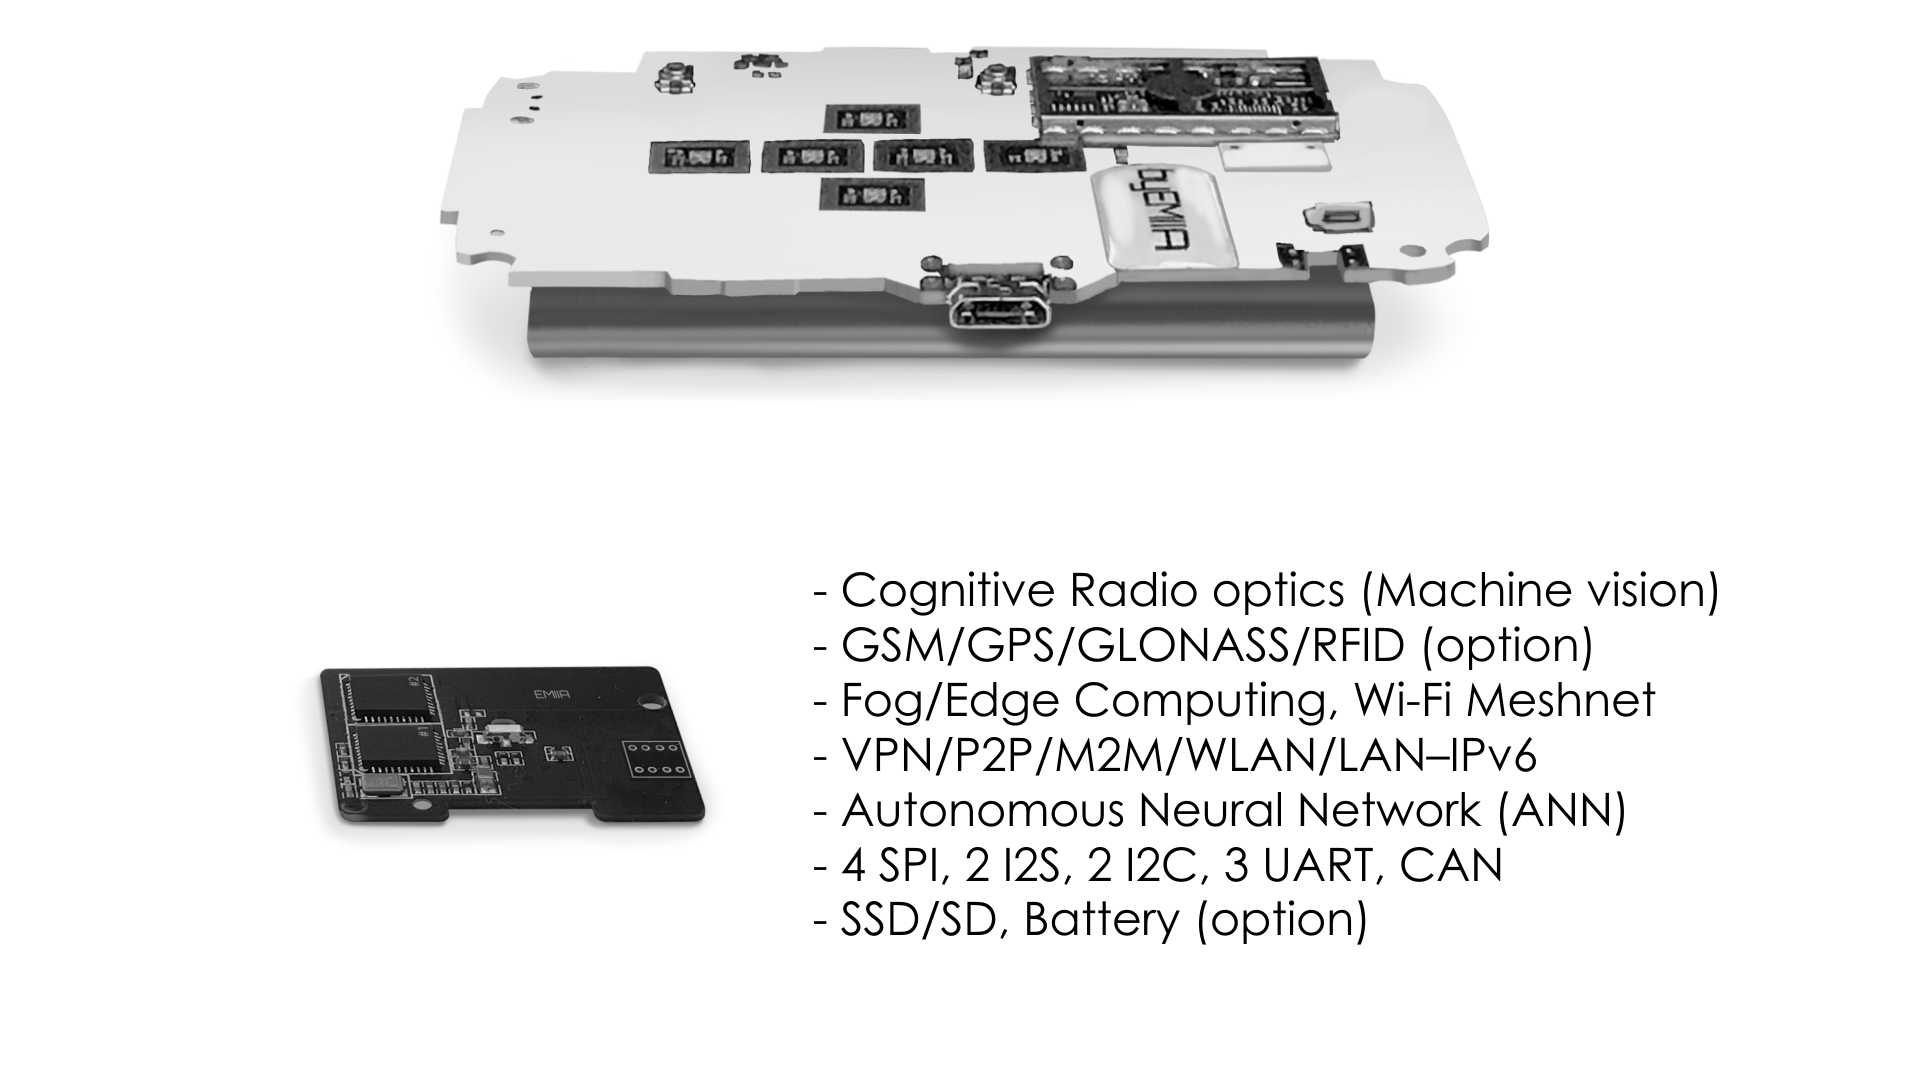 byEMIIA
EMIIA
#2
#1
- Cognitive Radio optics (Machine vision)
- GSM/GPS/GLONASS/RFID (option)
- Fog/Edge Computing, Wi-Fi Meshnet
- VPN/P2P/M2M/WLAN/LAN–IPv6
- Autonomous Neural Network (ANN)
- 4 SPI, 2 I2S, 2 I2C, 3 UART, CAN
- SSD/SD, Battery (option)